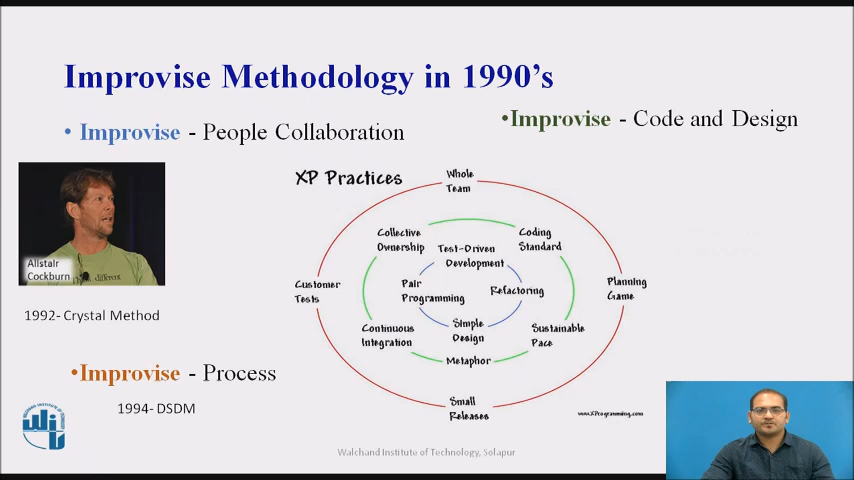 Improvise Methodology in 1990's
• Improvise - People Collaboration
•Improvise - Code and Design
Allstair
Cockburn
1992- Crystal Method
•Improvise - Process
1994- DSDM
XP Practices
Whole
Team
Collective
Ownership
Test-Driven
Development
Coding
Standard
Customer
Tests
Pair
Programming
Refactoring
Planning
Game
Continuous
Integration
Simple
Design
Sustainable
Pace
Metaphor
Small
Releases
www.XProgramming.com
Walchand Institute of Technology, Solapur